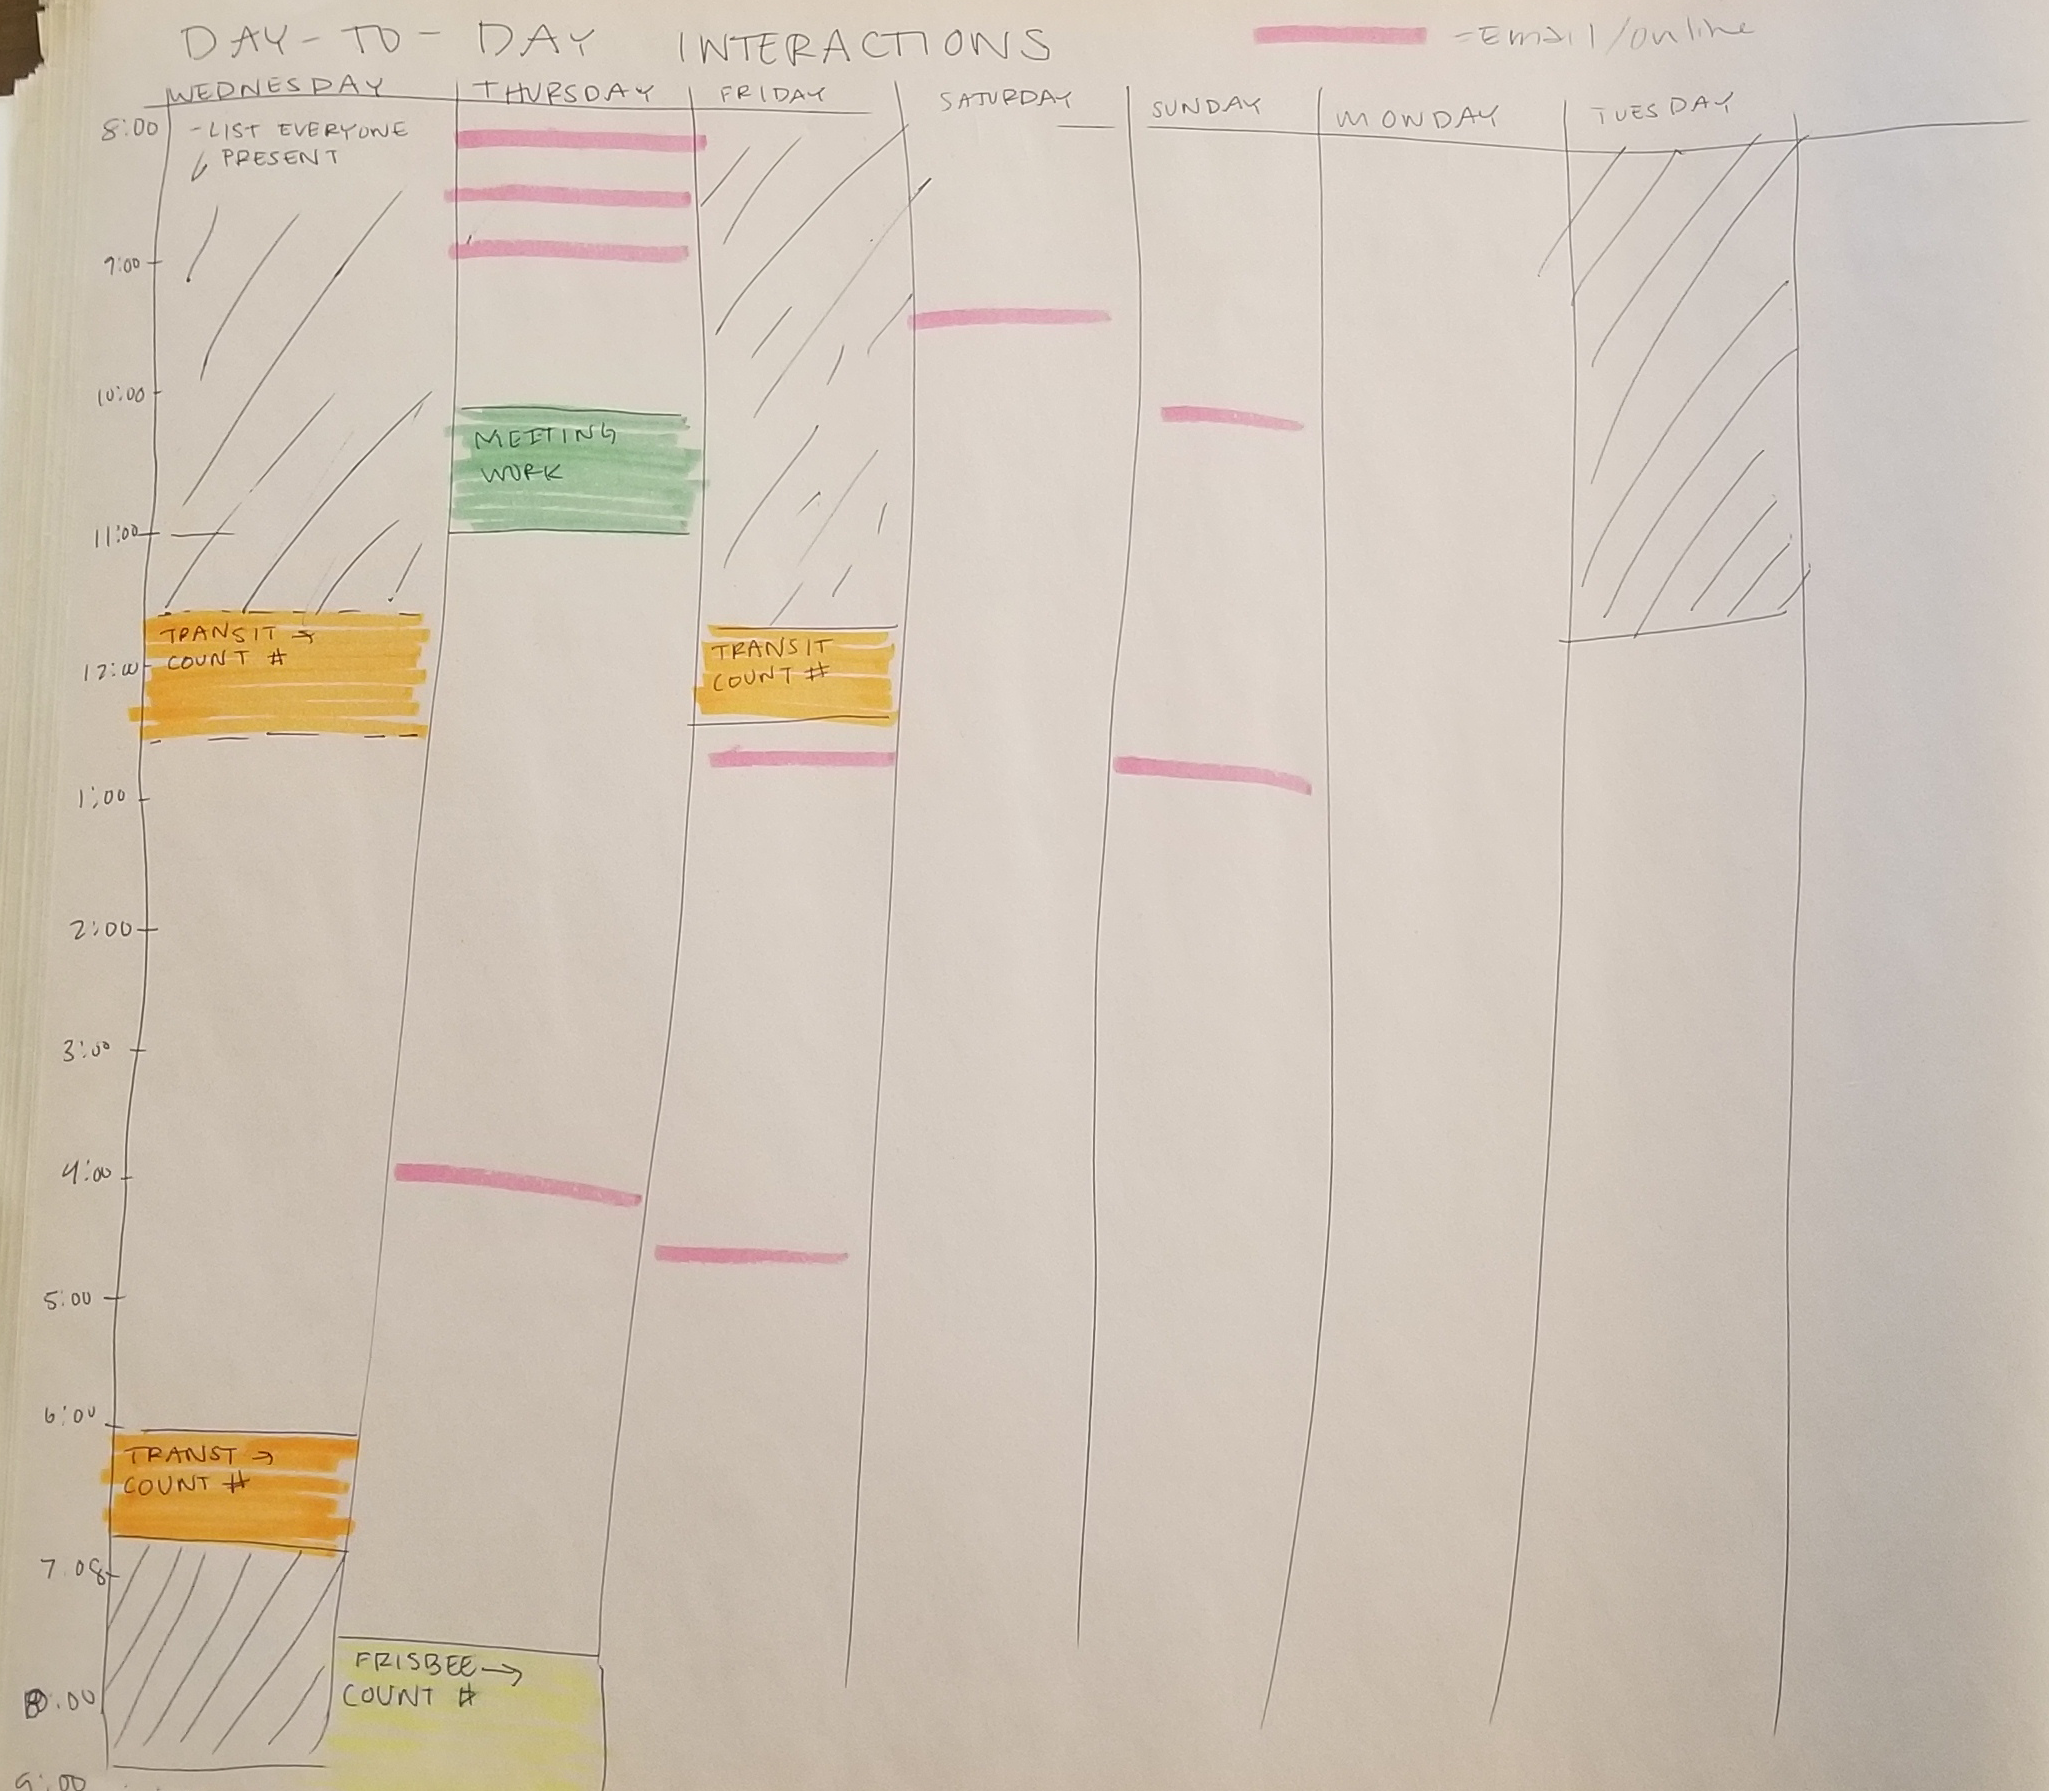 DAY-TO-DAY INTERACTIONS
-Email/online
WEDNESDAY
THURSDAY
FRIDAY
SATURDAY
SUNDAY
MONDAY
TUESDAY
8:00
-LIST EVERYONE
PRESENT
9:00
10:00
MEETING
WORK
11:00
TRANSIT →
COUNT #
TRANSIT
COUNT #
12:00
1:00
2:00
3:00
4:00
5:00
6:00
TRANST →
COUNT #
7.08
FRISBEE →
COUNT #
8:00
9:00